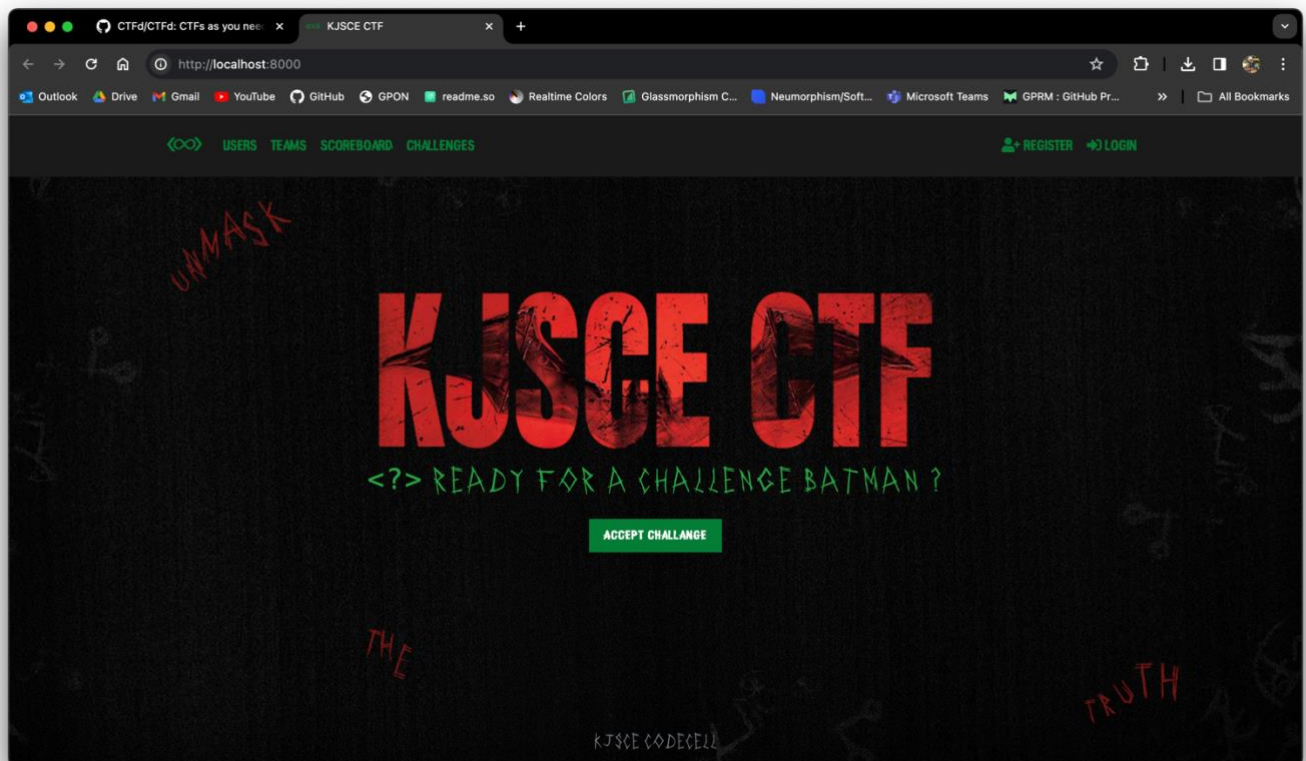 CTFd/CTFd: CTFs as you nee
KJSCE CTF
http://localhost:8000
Outlook Drive Gmail YouTube GitHub GPON readme.so Realtime Colors Glassmorphism C... Neumorphism/Soft... Microsoft Teams GPRM : GitHub Pr... » All Bookmarks
USERS TEAMS SCOREBOARD CHALLENGES REGISTER LOGIN
UNMASK
KJSCE CTF
<?> READY FOR A CHALLENGE BATMAN ?
ACCEPT CHALLANGE
THE
TRUTH
KJSCE CODECELL